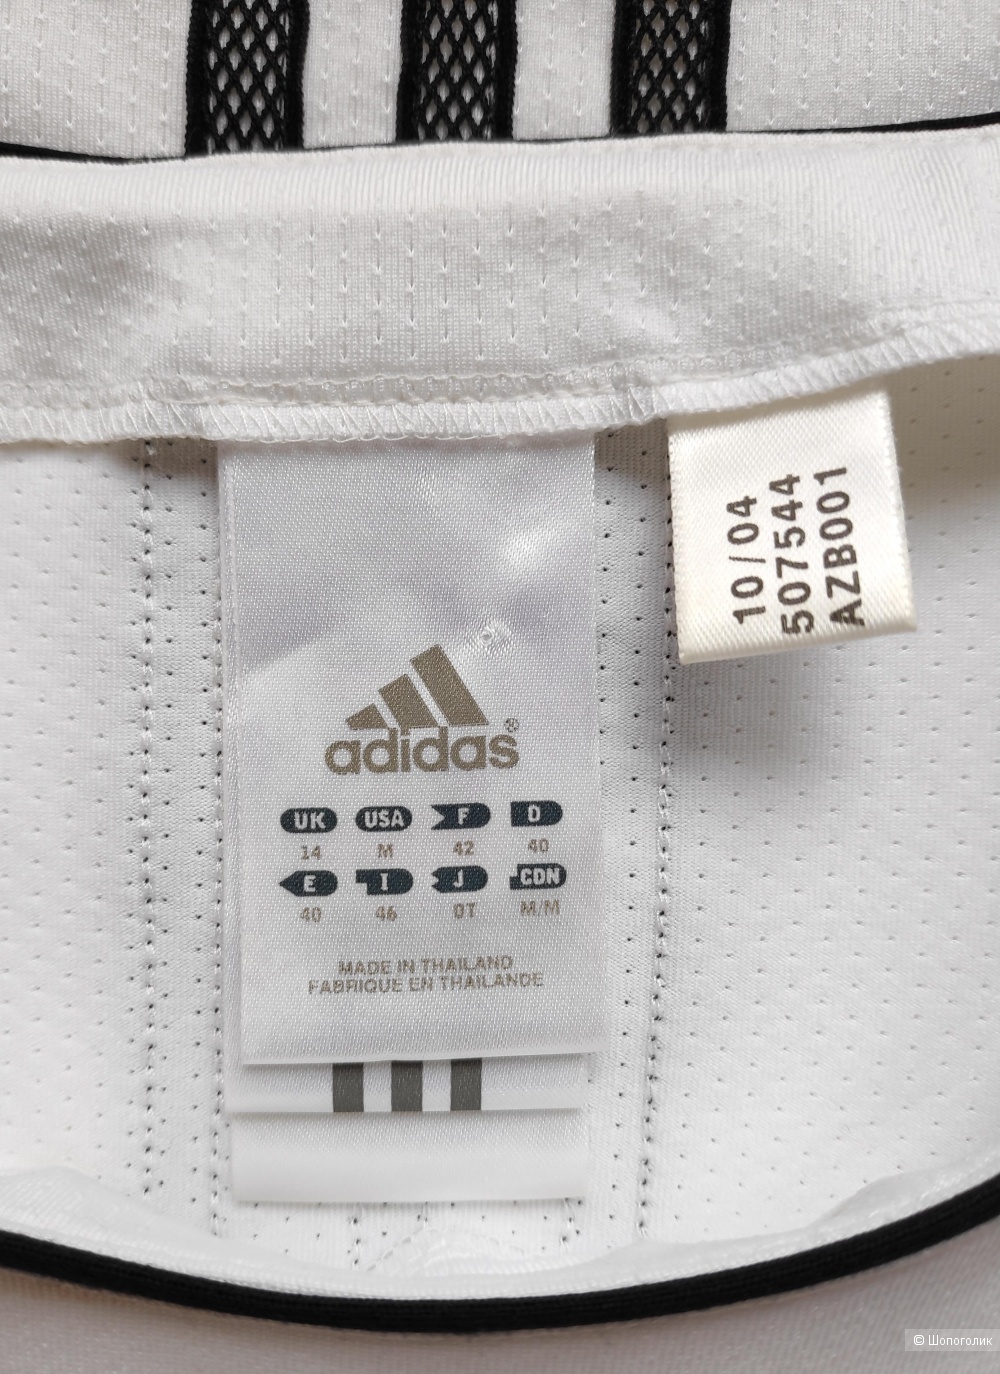 10/04
507544
AZB001
adidas®
UK USA F D
14 M 42 40
E I J CDN
40 46 OT M/M
MADE IN THAILAND
FABRIQUE EN THAILANDE
© Шопоголик